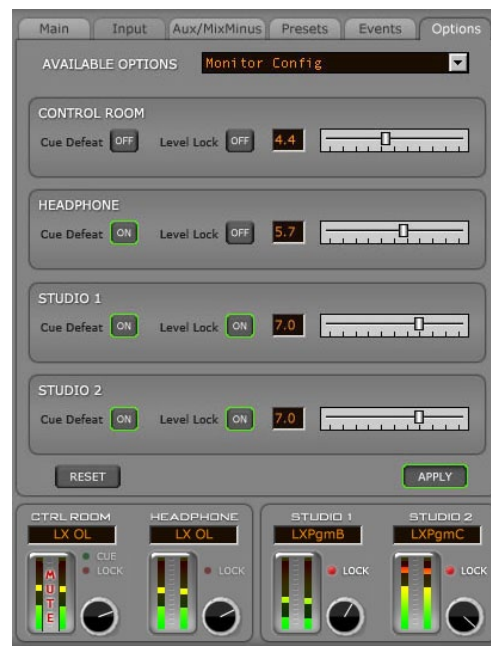 Main Input Aux/MixMinus Presets Events Options
AVAILABLE OPTIONS Monitor Config
CONTROL ROOM
Cue Defeat OFF Level Lock OFF 4.4
HEADPHONE
Cue Defeat ON Level Lock OFF 5.7
STUDIO 1
Cue Defeat ON Level Lock ON 7.0
STUDIO 2
Cue Defeat ON Level Lock ON 7.0
RESET APPLY
CTRL ROOM HEADPHONE STUDIO 1 STUDIO 2
LX OL LX OL LXPgmB LXPgmC
CUE
LOCK LOCK LOCK LOCK
MUTE